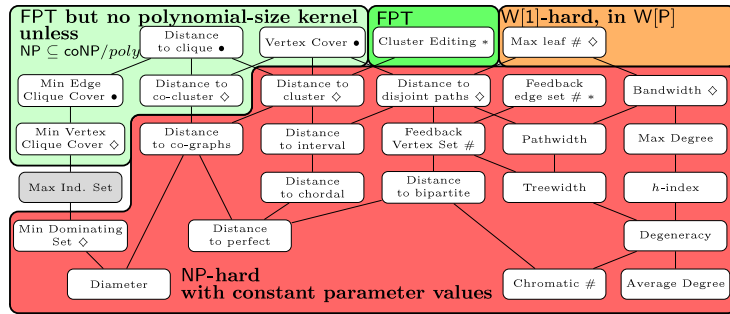 FPT but no polynomial-size kernel
unless
NP ⊆ coNP/poly
FPT
W[1]-hard, in W[P]
Distance
to clique •
Vertex Cover •
Cluster Editing *
Max leaf # ◇
Min Edge
Clique Cover •
Distance to
co-cluster ◇
Distance to
cluster ◇
Distance to
disjoint paths ◇
Feedback
edge set # *
Bandwidth ◇
Min Vertex
Clique Cover ◇
Distance
to co-graphs
Distance
to interval
Feedback
Vertex Set #
Pathwidth
Max Degree
Max Ind. Set
Distance
to chordal
Distance
to bipartite
Treewidth
h-index
Min Dominating
Set ◇
Distance
to perfect
Degeneracy
Diameter
NP-hard
with constant parameter values
Chromatic #
Average Degree